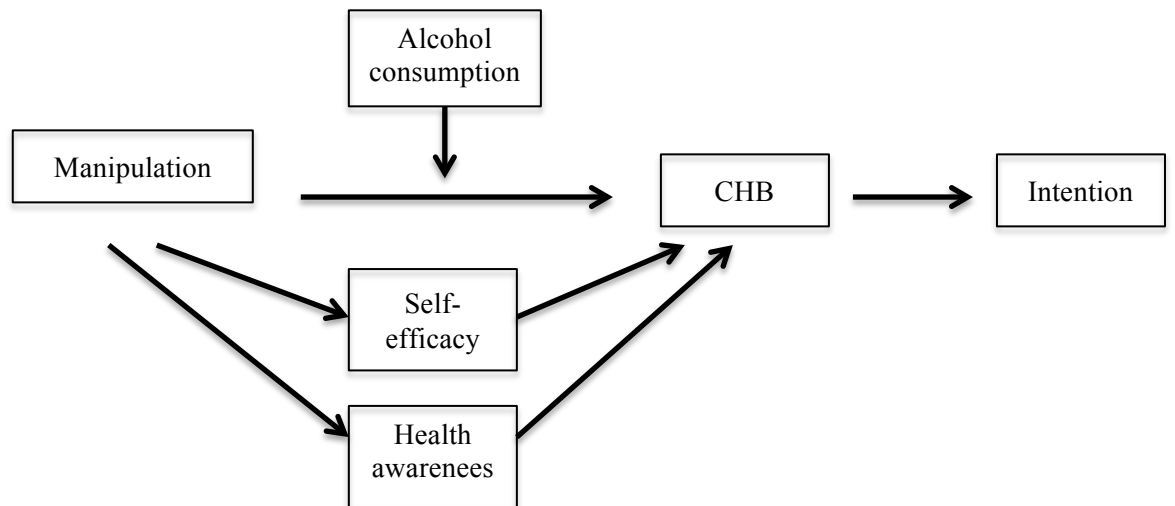 Alcohol
consumption
Manipulation
CHB
Intention
Self-
efficacy
Health
awarenees